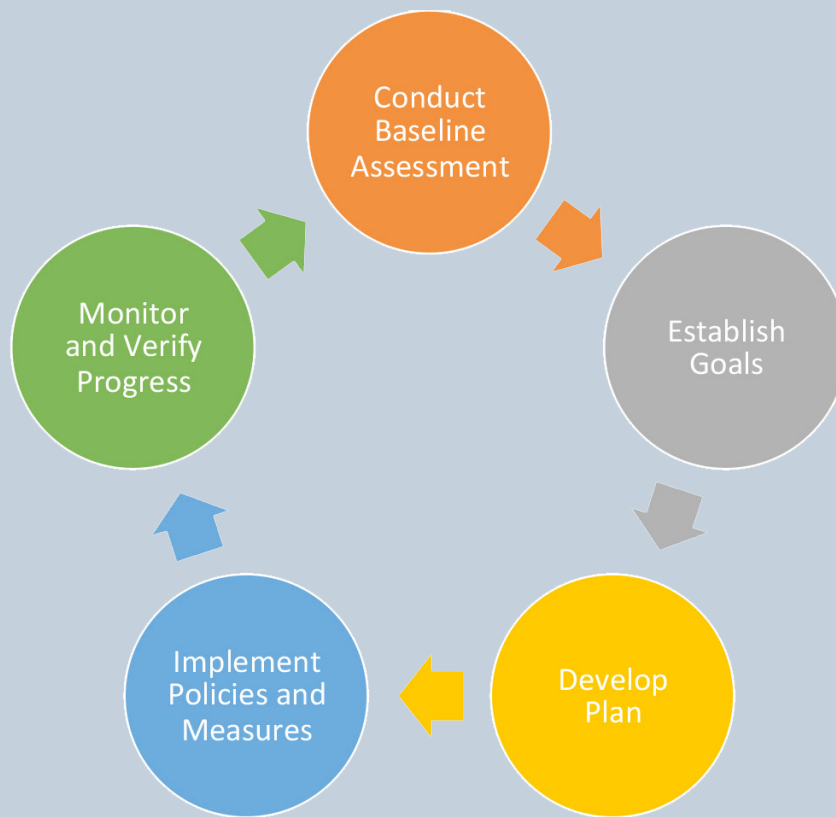 Conduct
Baseline
Assessment
Establish
Goals
Develop
Plan
Implement
Policies and
Measures
Monitor
and Verify
Progress